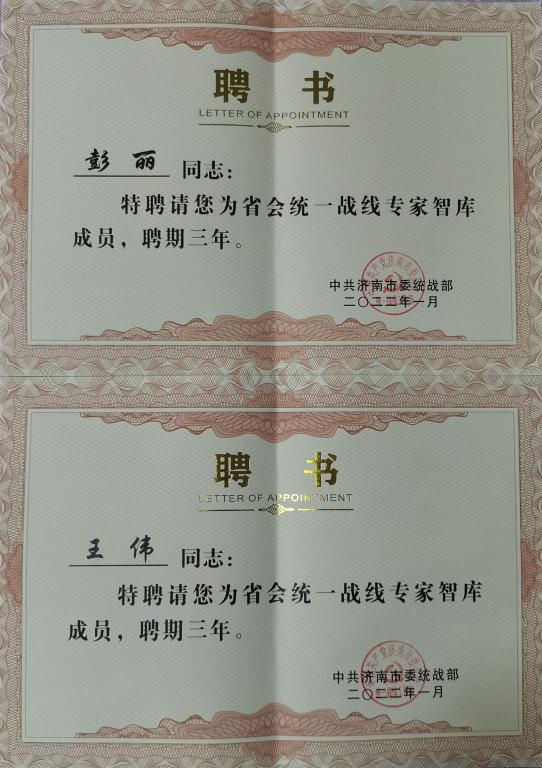 聘 书
LETTER OF APPOINTMENT
彭 丽 同志：
特聘请您为省会统一战线专家智库
成员，聘期三年。
中共济南市委统战部
二〇二二年一月
聘 书
LETTER OF APPOINTMENT
王 伟 同志：
特聘请您为省会统一战线专家智库
成员，聘期三年。
中共济南市委统战部
二〇二二年一月